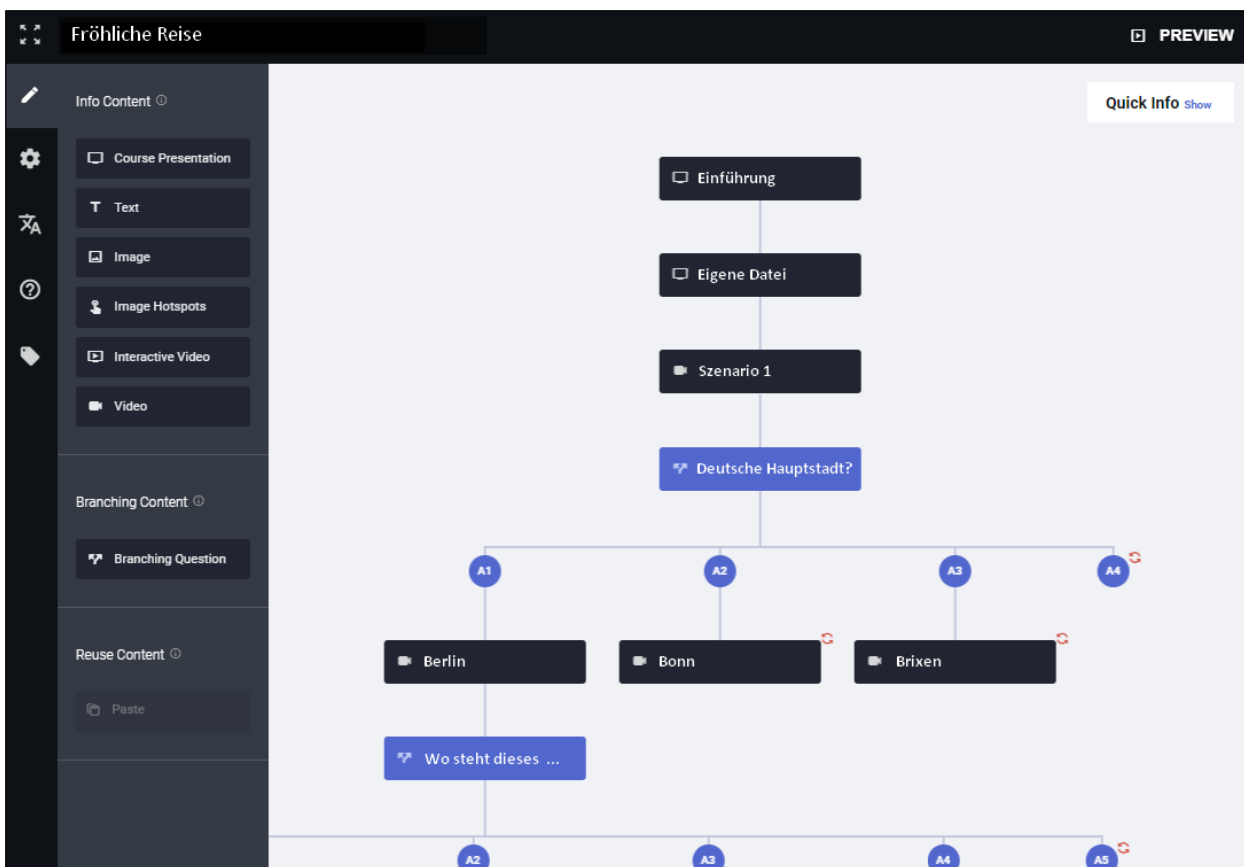 Fröhliche Reise
PREVIEW
Info Content
Course Presentation
Text
Image
Image Hotspots
Interactive Video
Video
Branching Content
Branching Question
Reuse Content
Paste
Quick Info Show
Einführung
Eigene Datei
Szenario 1
Deutsche Hauptstadt?
A1 A2 A3 A4
Berlin Bonn Brixen
Wo steht dieses ...
A2 A3 A4 A5